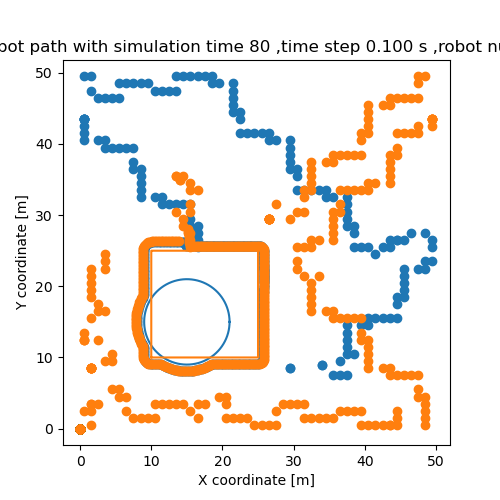 bot path with simulation time 80 ,time step 0.100 s ,robot nu
50
40
30
20
10
0
Y coordinate [m]
0 10 20 30 40 50
X coordinate [m]